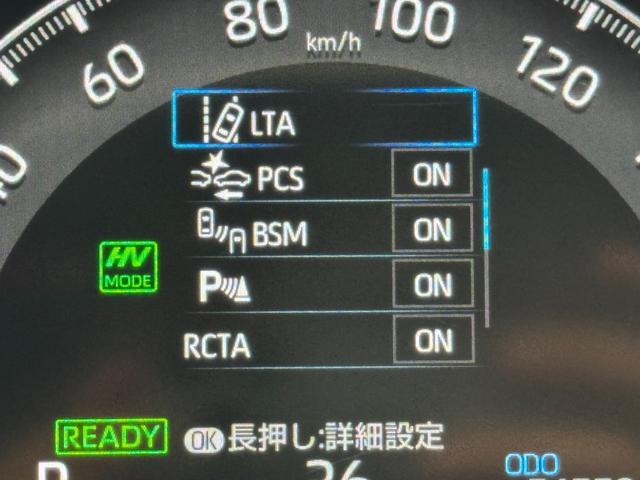 80
100
km/h
60
120
LTA
PCS ON
BSM ON
P ON
HV
MODE
RCTA ON
READY
OK 長押し:詳細設定
26
ODO